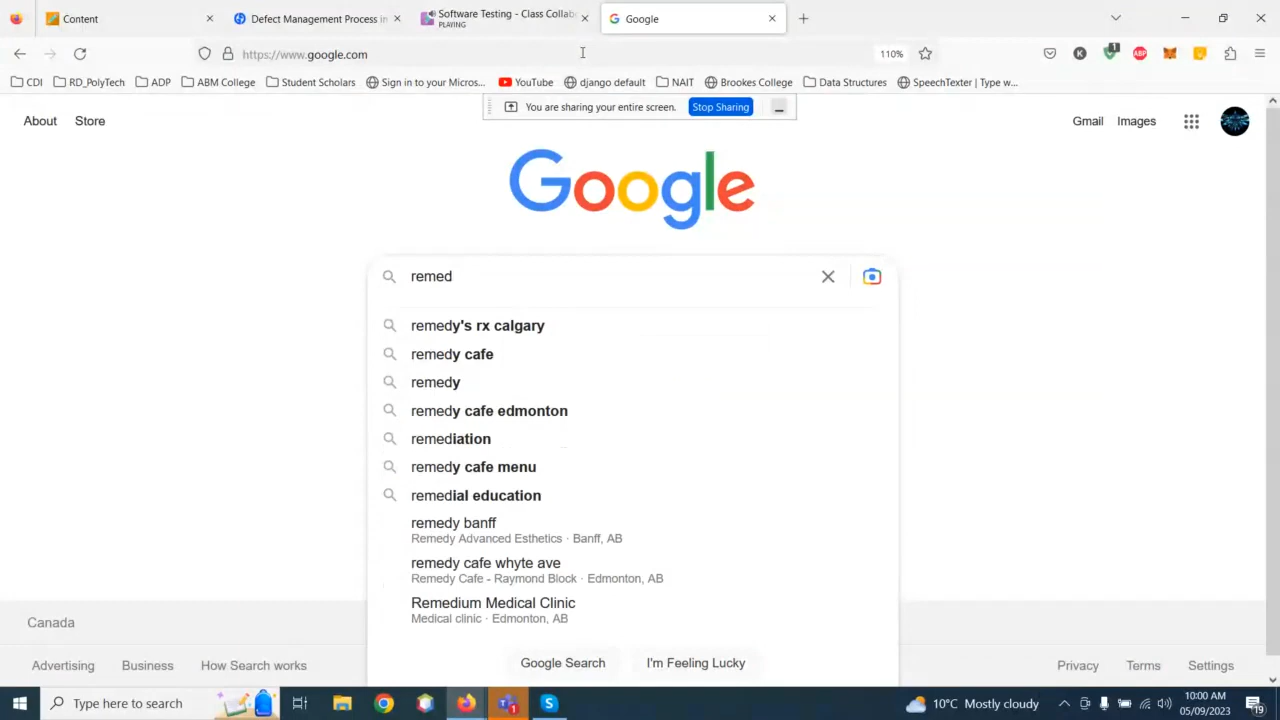 Content
Defect Management Process in
Software Testing - Class Collab
PLAYING
Google
https://www.google.com
110%
CDI
RD_PolyTech
ADP
ABM College
Student Scholars
Sign in to your Micros...
YouTube
django default
NAIT
Brookes College
Data Structures
SpeechTexter | Type w...
You are sharing your entire screen.
Stop Sharing
About
Store
Gmail
Images
Google
remed
remedy's rx calgary
remedy cafe
remedy
remedy cafe edmonton
remediation
remedy cafe menu
remedial education
remedy banff
Remedy Advanced Esthetics · Banff, AB
remedy cafe whyte ave
Remedy Cafe - Raymond Block · Edmonton, AB
Remedium Medical Clinic
Medical clinic · Edmonton, AB
Google Search
I'm Feeling Lucky
Canada
Advertising
Business
How Search works
Privacy
Terms
Settings
Type here to search
10°C Mostly cloudy
10:00 AM
05/09/2023
19